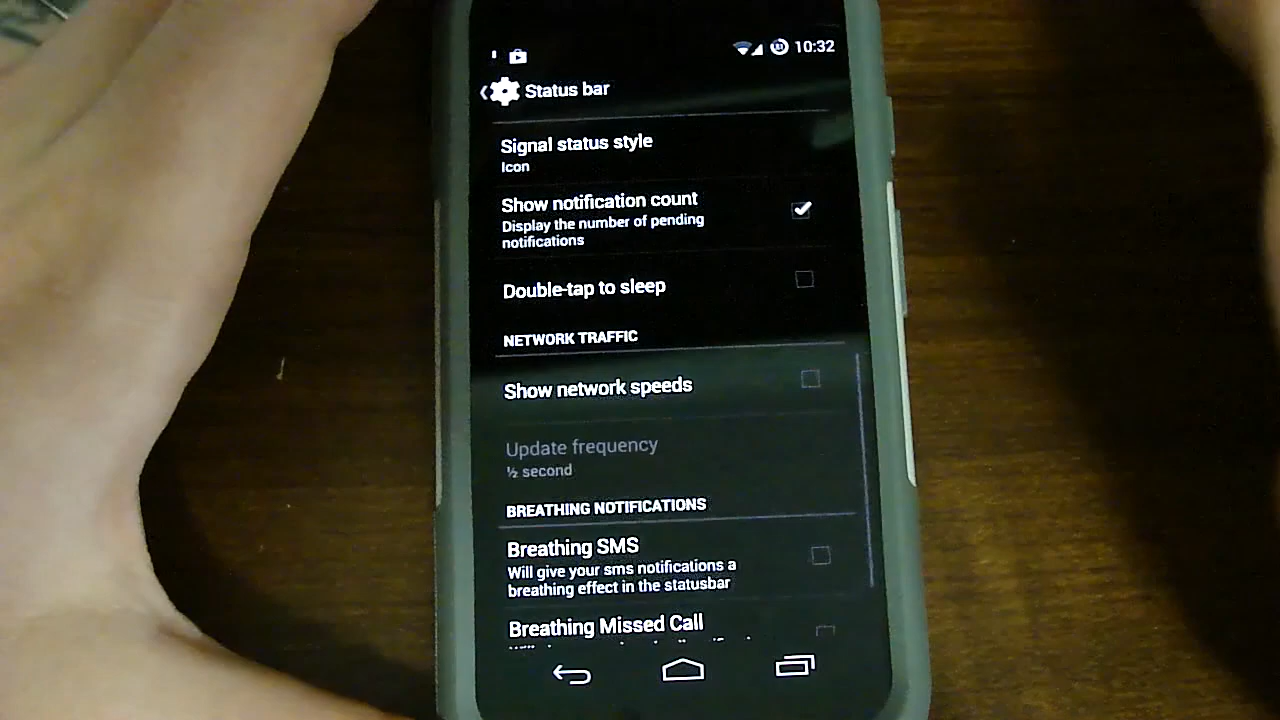 10:32
Status bar
Signal status style
Icon
Show notification count
Display the number of pending
notifications
Double-tap to sleep
NETWORK TRAFFIC
Show network speeds
Update frequency
½ second
BREATHING NOTIFICATIONS
Breathing SMS
Will give your sms notifications a
breathing effect in the statusbar
Breathing Missed Call